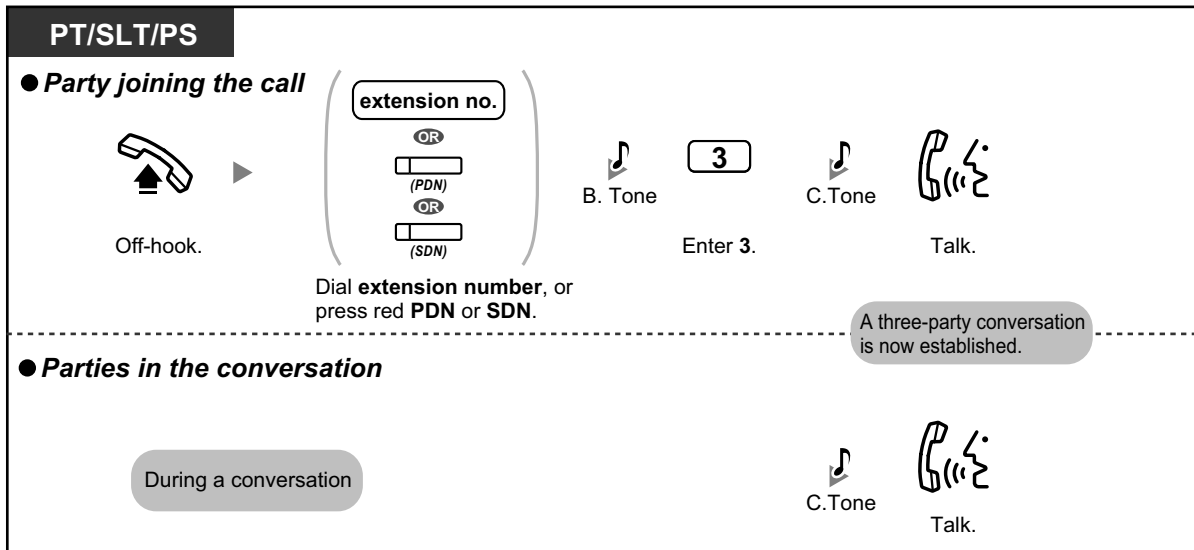 PT/SLT/PS
● Party joining the call
extension no.
OR
(PDN)
OR
(SDN)
B. Tone
3
C.Tone
Off-hook.
Enter 3.
Talk.
Dial extension number, or
press red PDN or SDN.
A three-party conversation
is now established.
● Parties in the conversation
During a conversation
C.Tone
Talk.